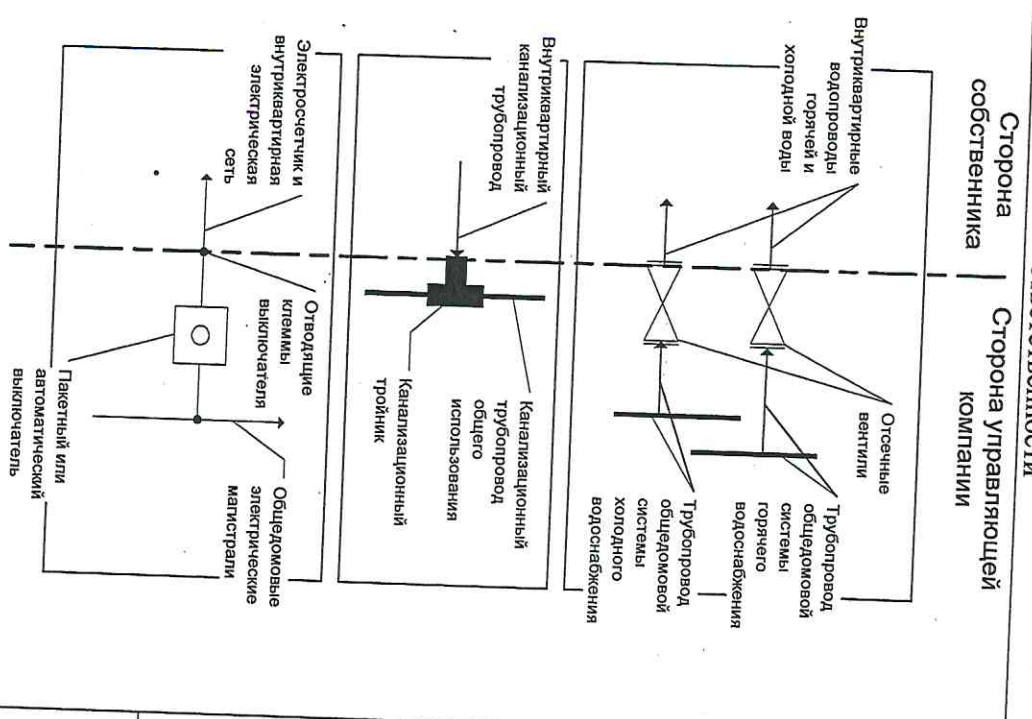 ответственности
Сторона
собственника
Сторона управляющей
компании
Внутриквартирные
водопроводы
горячей и
холодной воды
Отсечные
вентили
Трубопровод
общедомовой
системы
горячего
водоснабжения
Трубопровод
общедомовой
системы
холодного
водоснабжения
Внутриквартирный
канализационный
трубопровод
Канализационный
трубопровод
общего
использования
Канализационный
тройник
Электросчетчик и
внутриквартирная
электрическая
сеть
Отводящие
клеммы
выключателя
Общедомовые
электрические
магистрали
Пакетный или
автоматический
выключатель